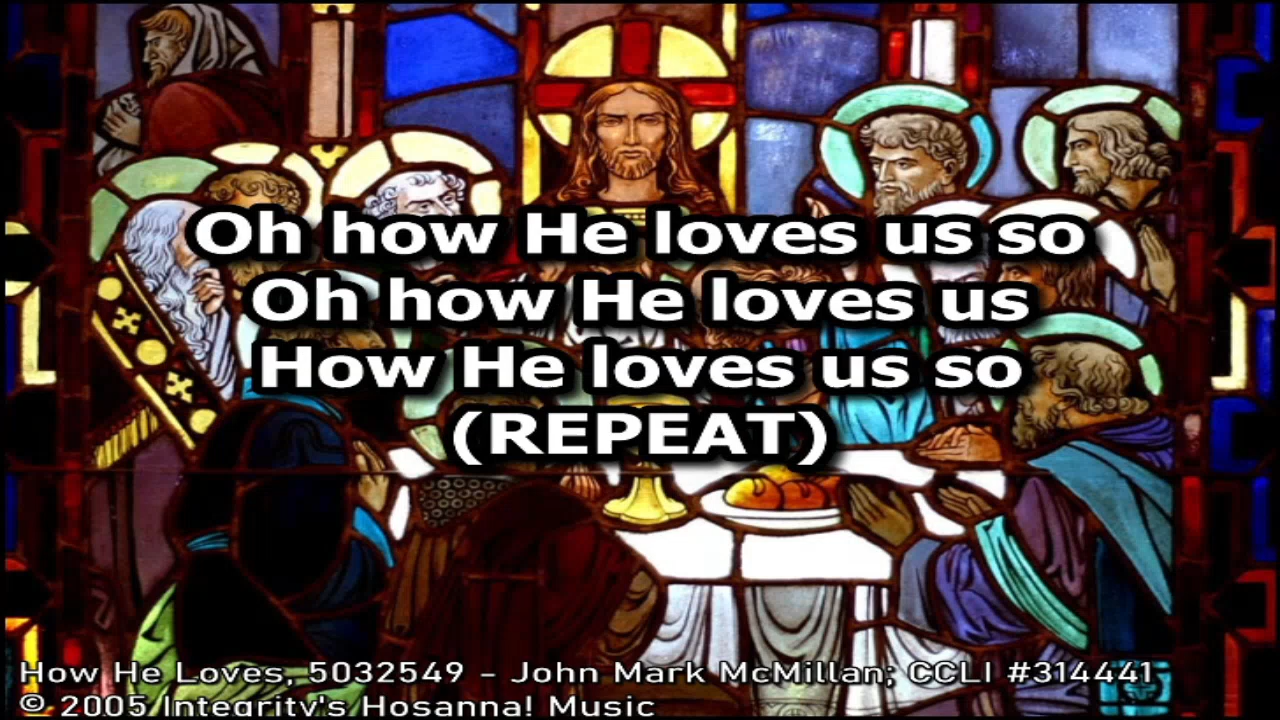 Oh how He loves us so
Oh how He loves us
How He loves us so
(REPEAT)
How He Loves, 5032549 - John Mark McMillan; CCLI #314441
© 2005 Integrity's Hosanna! Music